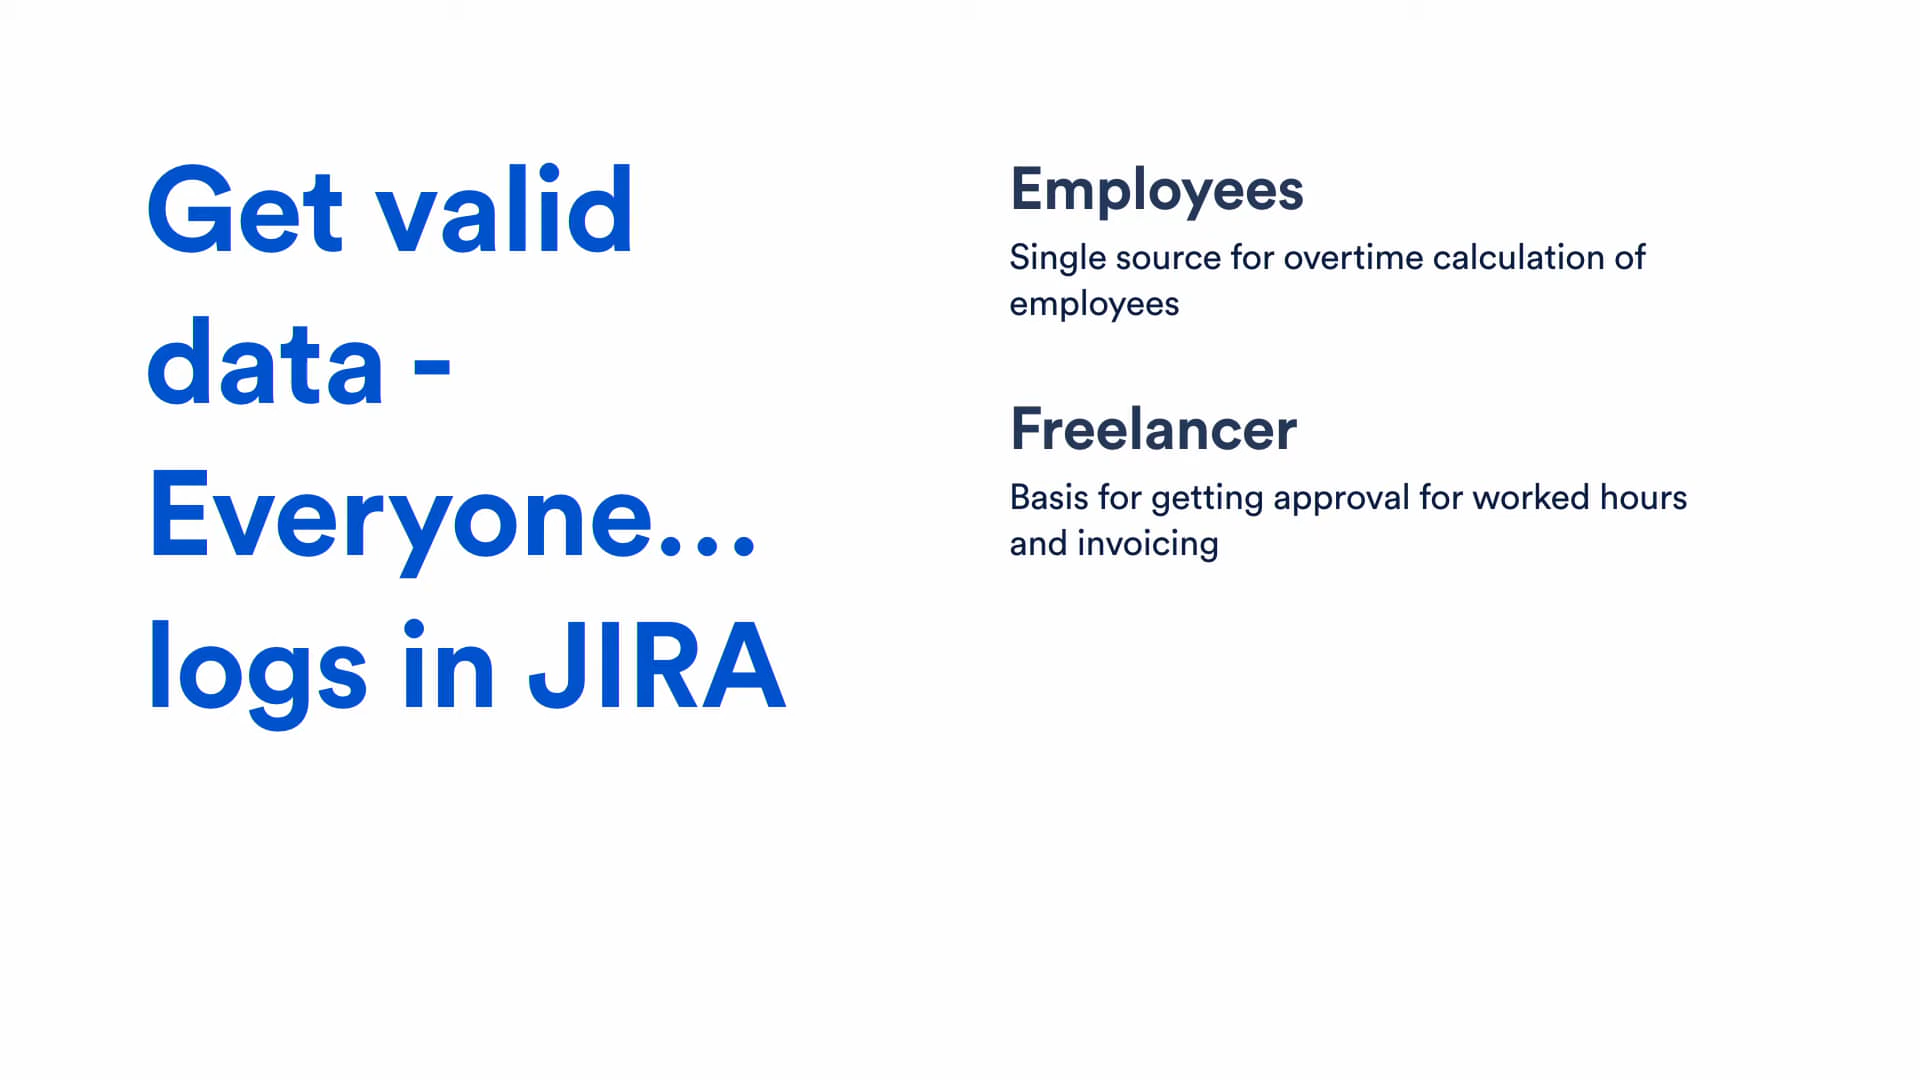 Get valid
data -
Everyone...
logs in JIRA
Employees
Single source for overtime calculation of
employees
Freelancer
Basis for getting approval for worked hours
and invoicing